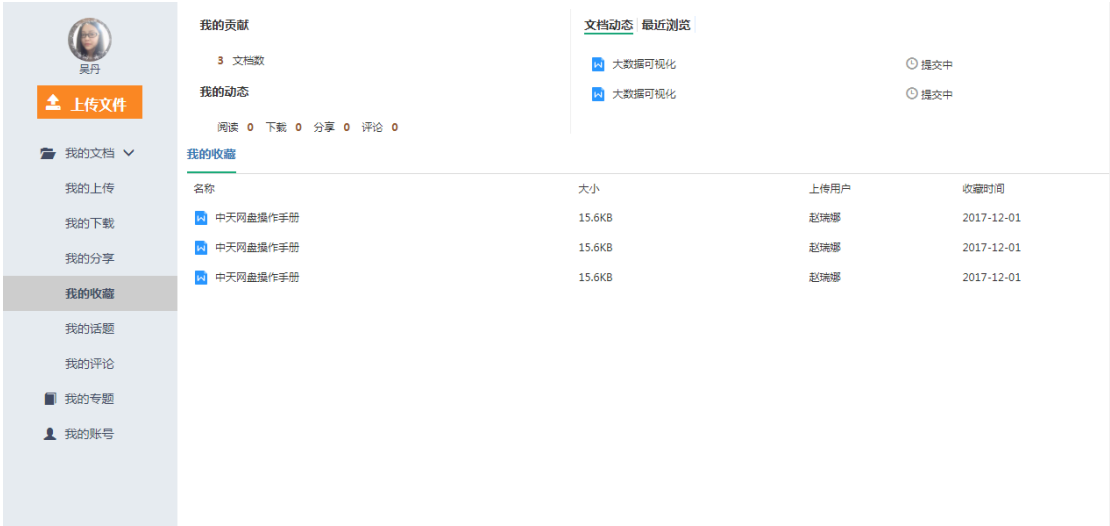 吴丹
上传文件
我的文档
我的上传
我的下载
我的分享
我的收藏
我的话题
我的评论
我的专题
我的账号
我的贡献
3 文档数
我的动态
阅读 0 下载 0 分享 0 评论 0
文档动态 最近浏览
大数据可视化 提交中
大数据可视化 提交中
我的收藏
名称 大小 上传用户 收藏时间
中天网盘操作手册 15.6KB 赵瑞娜 2017-12-01
中天网盘操作手册 15.6KB 赵瑞娜 2017-12-01
中天网盘操作手册 15.6KB 赵瑞娜 2017-12-01